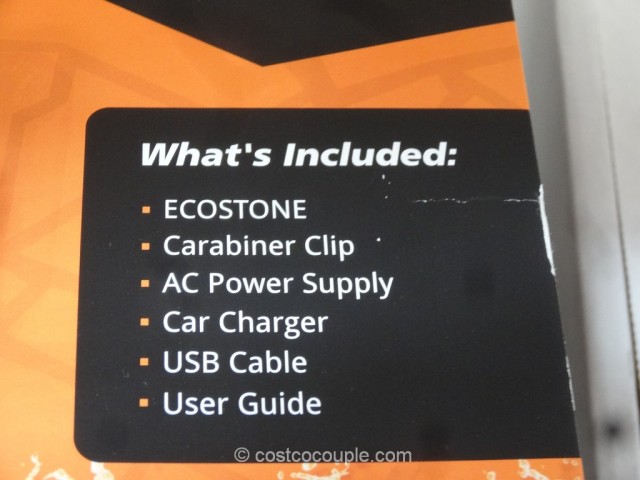 What's Included:
▪ ECOSTONE
▪ Carabiner Clip
▪ AC Power Supply
▪ Car Charger
▪ USB Cable
▪ User Guide
© costcocouple.com